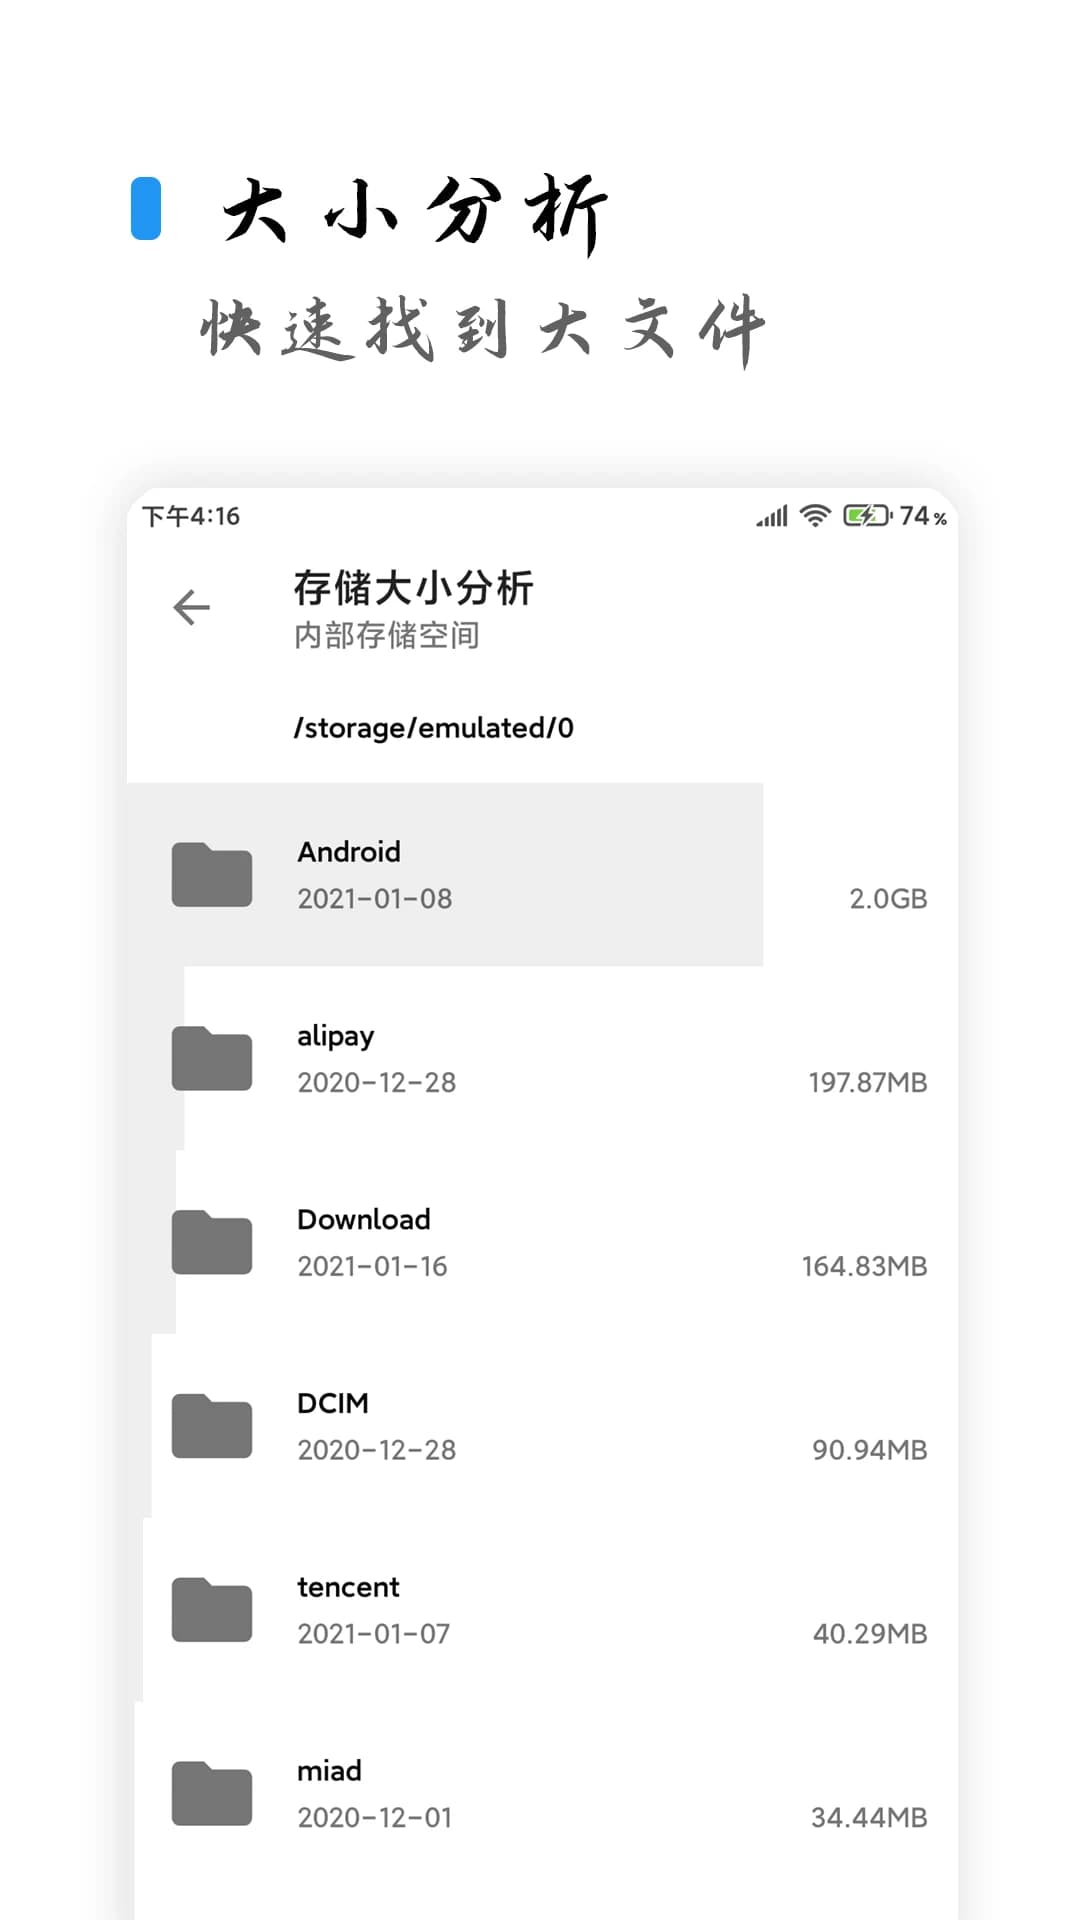 大小分析
快速找到大文件
下午4:16 74%
存储大小分析
内部存储空间
/storage/emulated/0
Android
2021-01-08 2.0GB
alipay
2020-12-28 197.87MB
Download
2021-01-16 164.83MB
DCIM
2020-12-28 90.94MB
tencent
2021-01-07 40.29MB
miad
2020-12-01 34.44MB